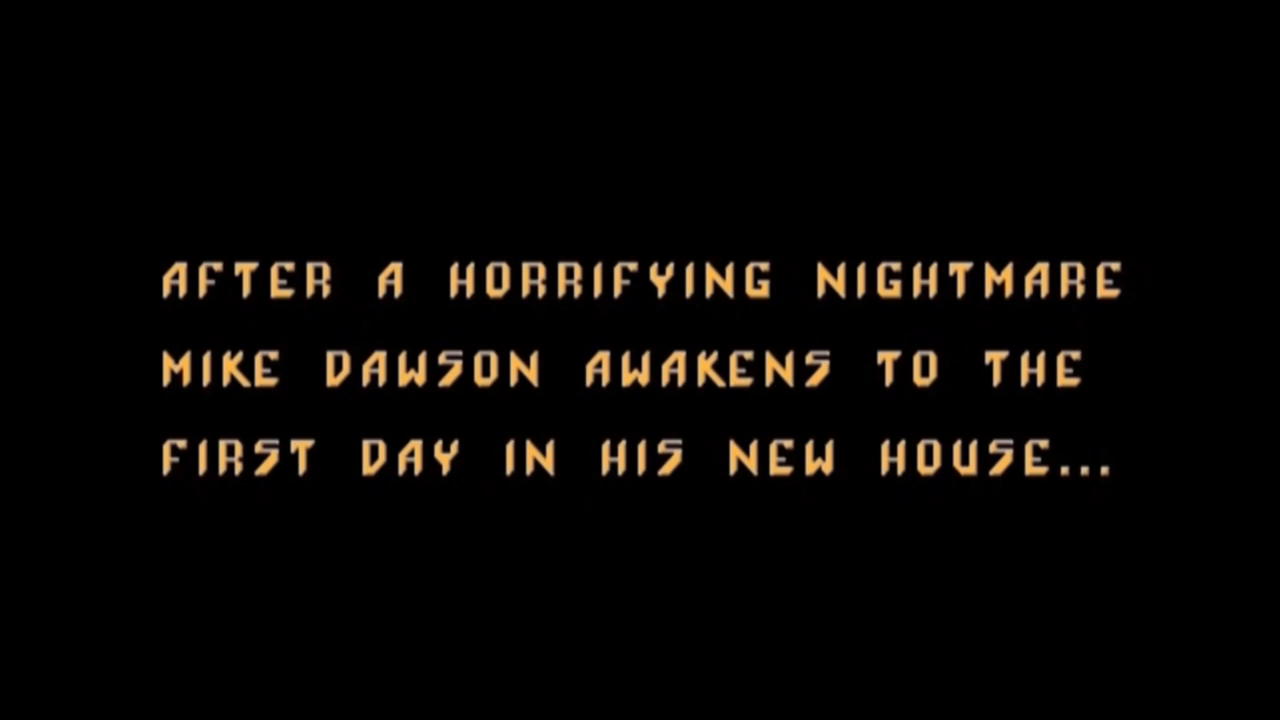 AFTER A HORRIFYING NIGHTMARE
MIKE DAWSON AWAKENS TO THE
FIRST DAY IN HIS NEW HOUSE...